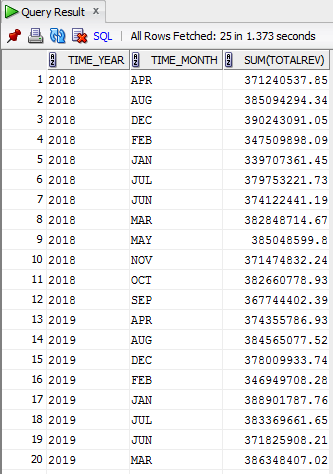 Query Result
SQL | All Rows Fetched: 25 in 1.373 seconds
TIME_YEAR TIME_MONTH SUM(TOTALREV)
1 2018 APR 371240537.85
2 2018 AUG 385094294.34
3 2018 DEC 390243091.05
4 2018 FEB 347509898.09
5 2018 JAN 339707361.45
6 2018 JUL 379753221.73
7 2018 JUN 374122441.19
8 2018 MAR 382848714.67
9 2018 MAY 385048599.8
10 2018 NOV 371474832.24
11 2018 OCT 382660778.93
12 2018 SEP 367744402.39
13 2019 APR 374355786.93
14 2019 AUG 384565077.52
15 2019 DEC 378009933.74
16 2019 FEB 346949708.28
17 2019 JAN 388901787.76
18 2019 JUL 383369661.65
19 2019 JUN 371825908.21
20 2019 MAR 386348407.02